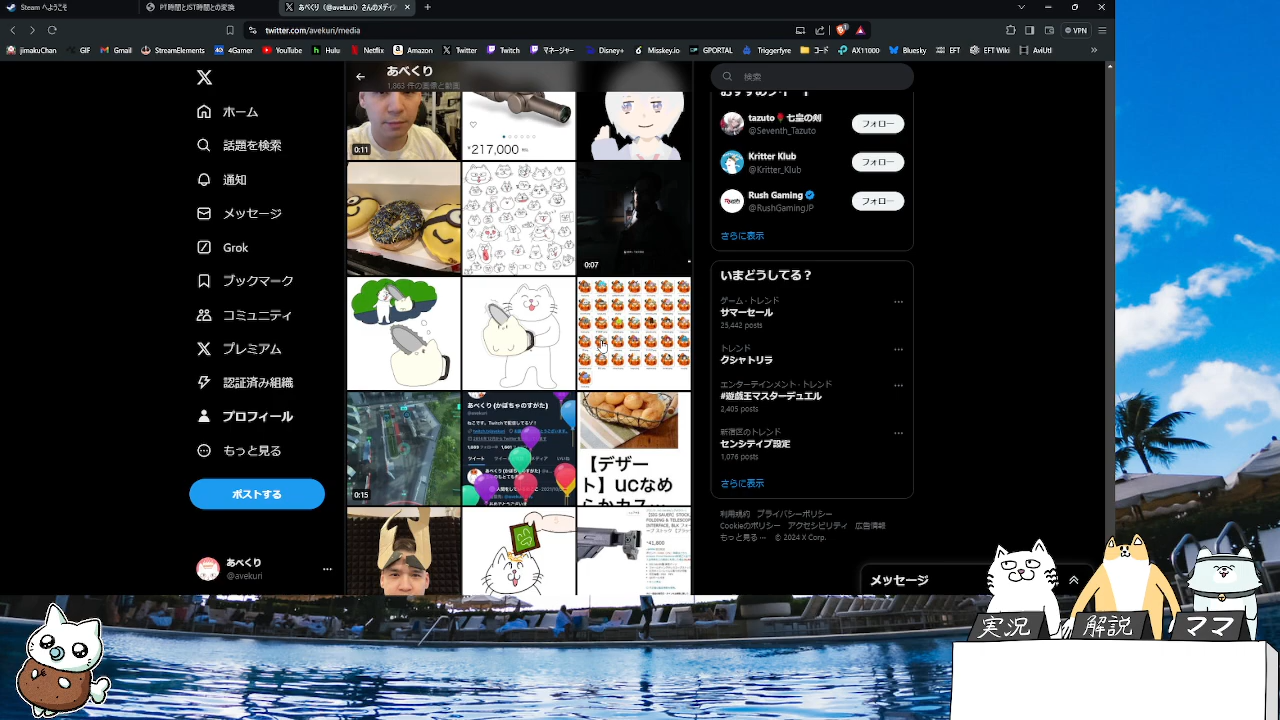 Steam へようこそ
PT時間とJST時間との変換
あべくり (@avekuri) さんのメディ
twitter.com/avekuri/media
VPN
jimakuChan
Gmail
StreamElements
4Gamer
YouTube
Hulu
Netflix
Amazon
Twitter
Twitch
マネージャー
Disney+
Misskey.io
@PORTAL
Triggerfyre
コード
AX1000
Bluesky
EFT
EFT Wiki
AviUtl
あべくり
1,863 件の画像と動画
ホーム
話題を検索
通知
メッセージ
Grok
ブックマーク
コミュニティ
プレミアム
認証済み組織
プロフィール
もっと見る
ポストする
@avekuri
0:11
217,000
0:07
0:15
あべくり (かぼちゃのすがた)
@avekuri
【デザー
ト】UCなめ
らかカス...
41,800
検索
tazuto
七皇の剣
@Seventh_Tazuto
フォロー
Kritter Klub
@Kritter_Klub
フォロー
Rush Gaming
@RushGamingJP
フォロー
さらに表示
いまどうしてる？
ゲーム · トレンド
サマーセール
25,442 posts
トレンド
クシャトリラ
エンターテインメント · トレンド
#遊戯王マスターデュエル
2,405 posts
新宿区のトレンド
センシティブ設定
1,076 posts
さらに表示
利用規約 プライバシーポリシー
Cookieのポリシー アクセシビリティ 広告情報
もっと見る … © 2024 X Corp.
メッセージ
実況
解説
ママ